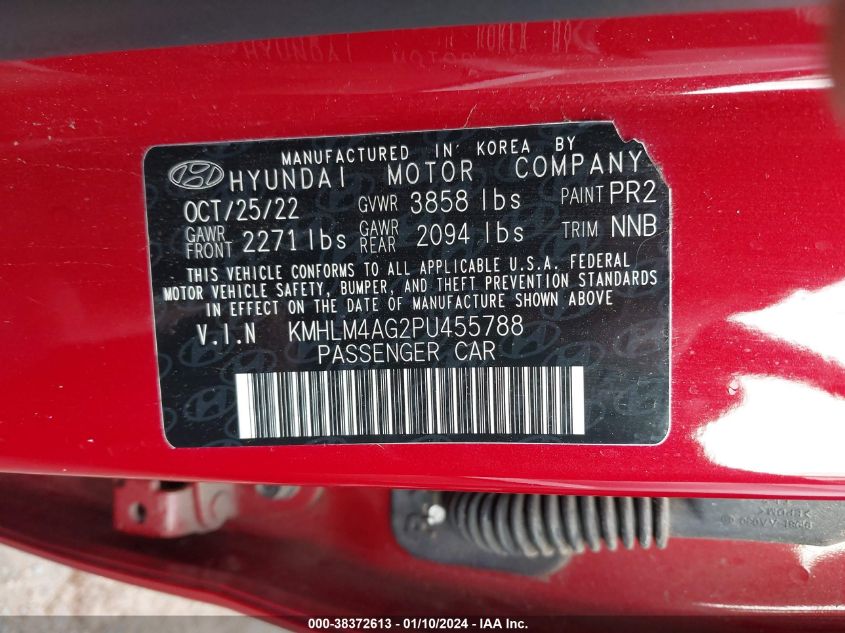 MANUFACTURED IN KOREA BY
HYUNDAI MOTOR COMPANY
OCT/25/22 GVWR 3858 lbs PAINT PR2
GAWR FRONT 2271 lbs GAWR REAR 2094 lbs TRIM NNB
THIS VEHICLE CONFORMS TO ALL APPLICABLE U.S.A. FEDERAL
MOTOR VEHICLE SAFETY, BUMPER, AND THEFT PREVENTION STANDARDS
IN EFFECT ON THE DATE OF MANUFACTURE SHOWN ABOVE
V.I.N KMHLM4AG2PU455788
PASSENGER CAR
>EPDM<
000-38372613 - 01/10/2024 - IAA Inc.